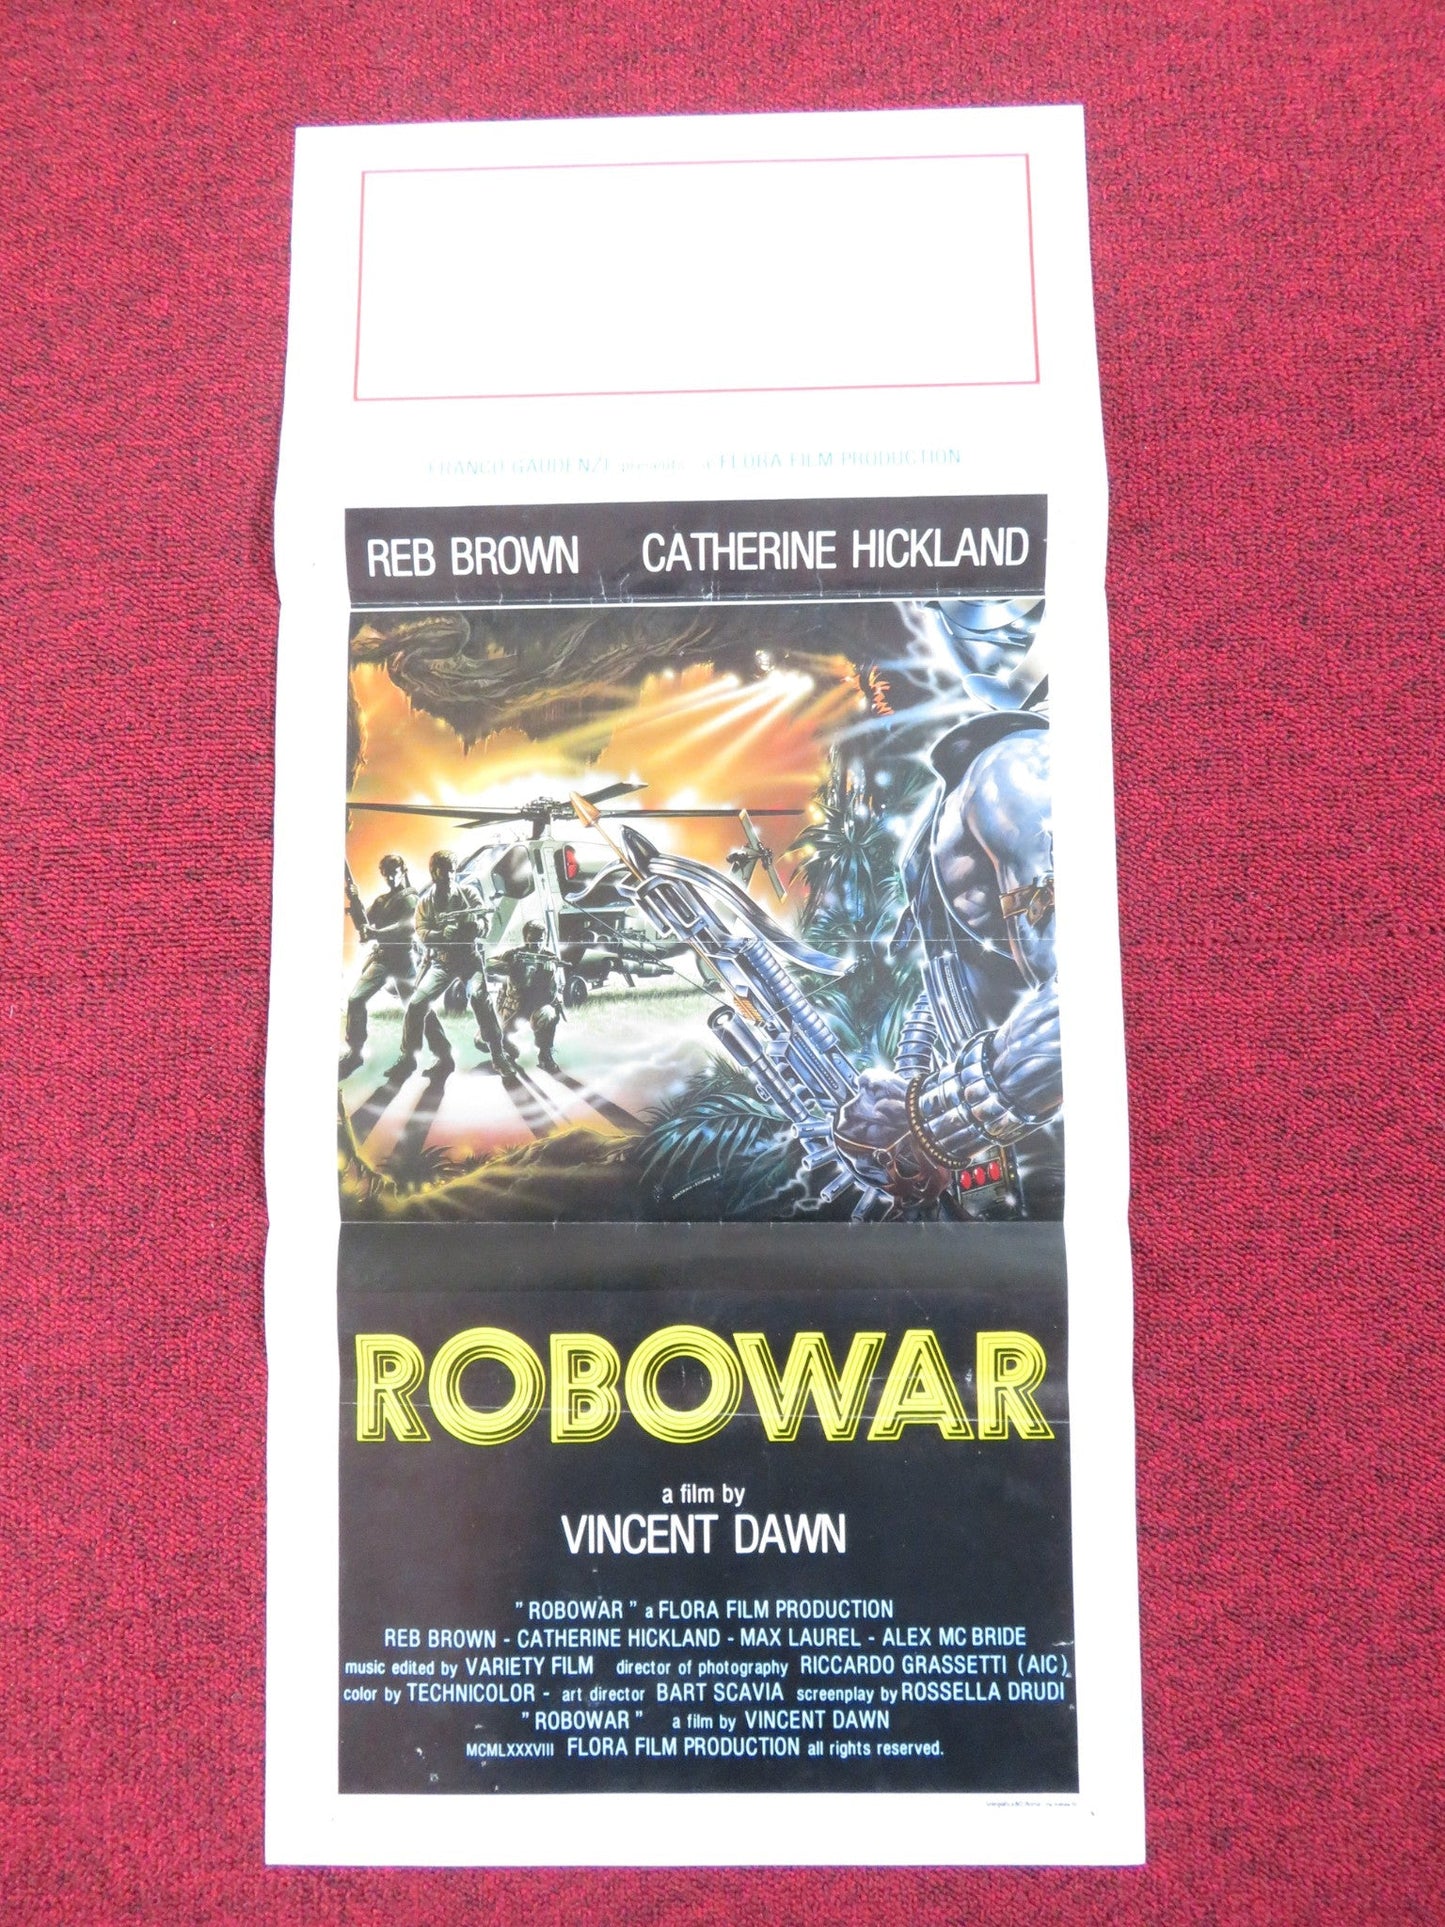 FRANCO GAUDENZI presents a FLORA FILM PRODUCTION
REB BROWN CATHERINE HICKLAND
ROBOWAR
a film by
VINCENT DAWN
" ROBOWAR " a FLORA FILM PRODUCTION
REB BROWN - CATHERINE HICKLAND - MAX LAUREL - ALEX MC BRIDE
music edited by VARIETY FILM director of photography RICCARDO GRASSETTI (AIC)
color by TECHNICOLOR - art director BART SCAVIA screenplay by ROSSELLA DRUDI
" ROBOWAR " a film by VINCENT DAWN
MCMLXXXVIII FLORA FILM PRODUCTION all rights reserved.